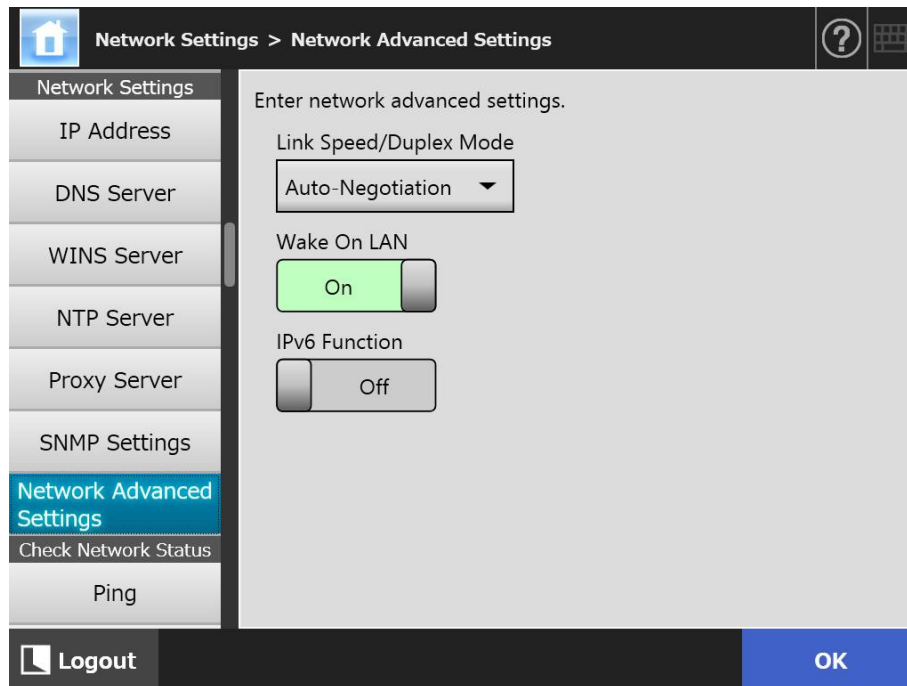 Network Settings > Network Advanced Settings
?
Network Settings
IP Address
DNS Server
WINS Server
NTP Server
Proxy Server
SNMP Settings
Network Advanced
Settings
Check Network Status
Ping
Enter network advanced settings.
Link Speed/Duplex Mode
Auto-Negotiation
Wake On LAN
On
IPv6 Function
Off
Logout
OK